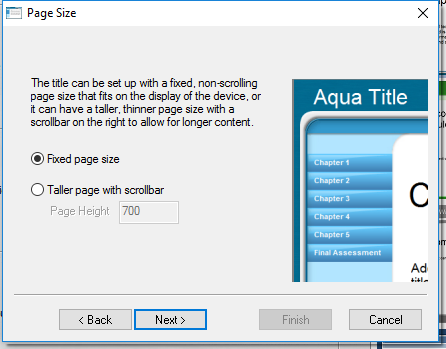 Page Size
The title can be set up with a fixed, non-scrolling
page size that fits on the display of the device, or
it can have a taller, thinner page size with a
scrollbar on the right to allow for longer content.
Fixed page size
Taller page with scrollbar
Page Height 700
Aqua Title
Chapter 1
Chapter 2
Chapter 3
Chapter 4
Chapter 5
Final Assessment
C
Add
title
< Back Next > Finish Cancel